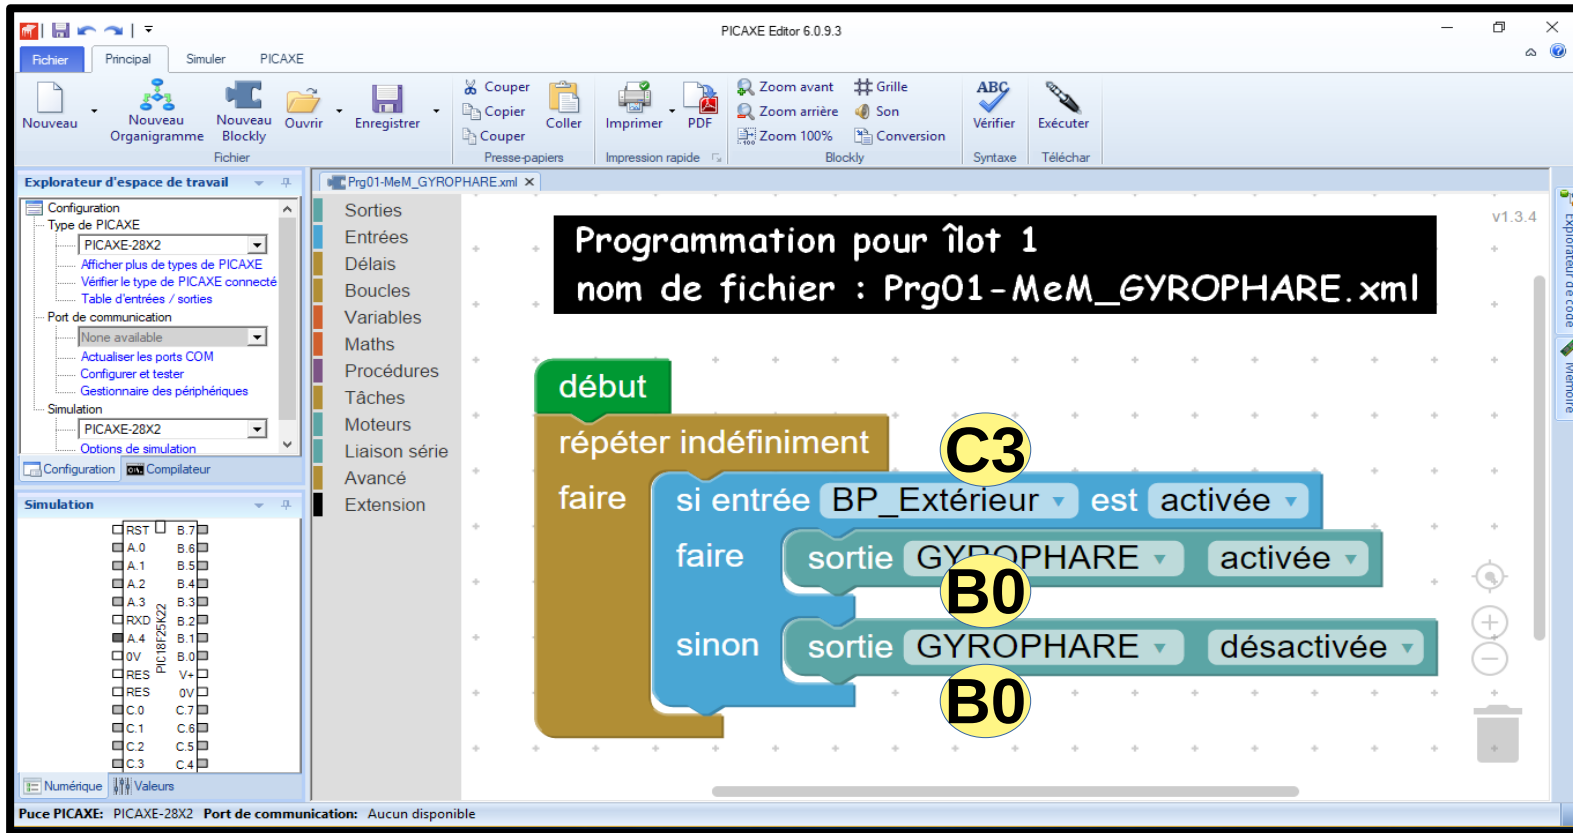 PICAXE Editor 6.0.9.3
Fichier Principal Simuler PICAXE
Nouveau
Nouveau Organigramme
Nouveau Blockly
Ouvrir
Enregistrer
Fichier
Couper
Copier
Couper
Coller
Presse-papiers
Imprimer
PDF
Impression rapide
Zoom avant
Zoom arrière
Zoom 100%
Grille
Son
Conversion
Blockly
ABC
Vérifier
Syntaxe
Exécuter
Téléchar
Explorateur d'espace de travail
Configuration
Type de PICAXE
PICAXE-28X2
Afficher plus de types de PICAXE
Vérifier le type de PICAXE connecté
Table d'entrées / sorties
Port de communication
None available
Actualiser les ports COM
Configurer et tester
Gestionnaire des périphériques
Simulation
PICAXE-28X2
Options de simulation
Configuration Compilateur
Simulation
RST B.7
A.0 B.6
A.1 B.5
A.2 B.4
A.3 B.3
RXD B.2
A.4 B.1
0V B.0
RES V+
RES 0V
C.0 C.7
C.1 C.6
C.2 C.5
C.3 C.4
PIC18F25K22
Numérique Valeurs
Prg01-MeM_GYROPHARE.xml
Sorties
Entrées
Délais
Boucles
Variables
Maths
Procédures
Tâches
Moteurs
Liaison série
Avancé
Extension
Programmation pour îlot 1
nom de fichier : Prg01-MeM_GYROPHARE.xml
v1.3.4
début
répéter indéfiniment
C3
faire si entrée BP_Extérieur est activée
faire sortie GYROPHARE activée
B0
sinon sortie GYROPHARE désactivée
B0
Explorateur de code
Mémoire
Puce PICAXE: PICAXE-28X2 Port de communication: Aucun disponible